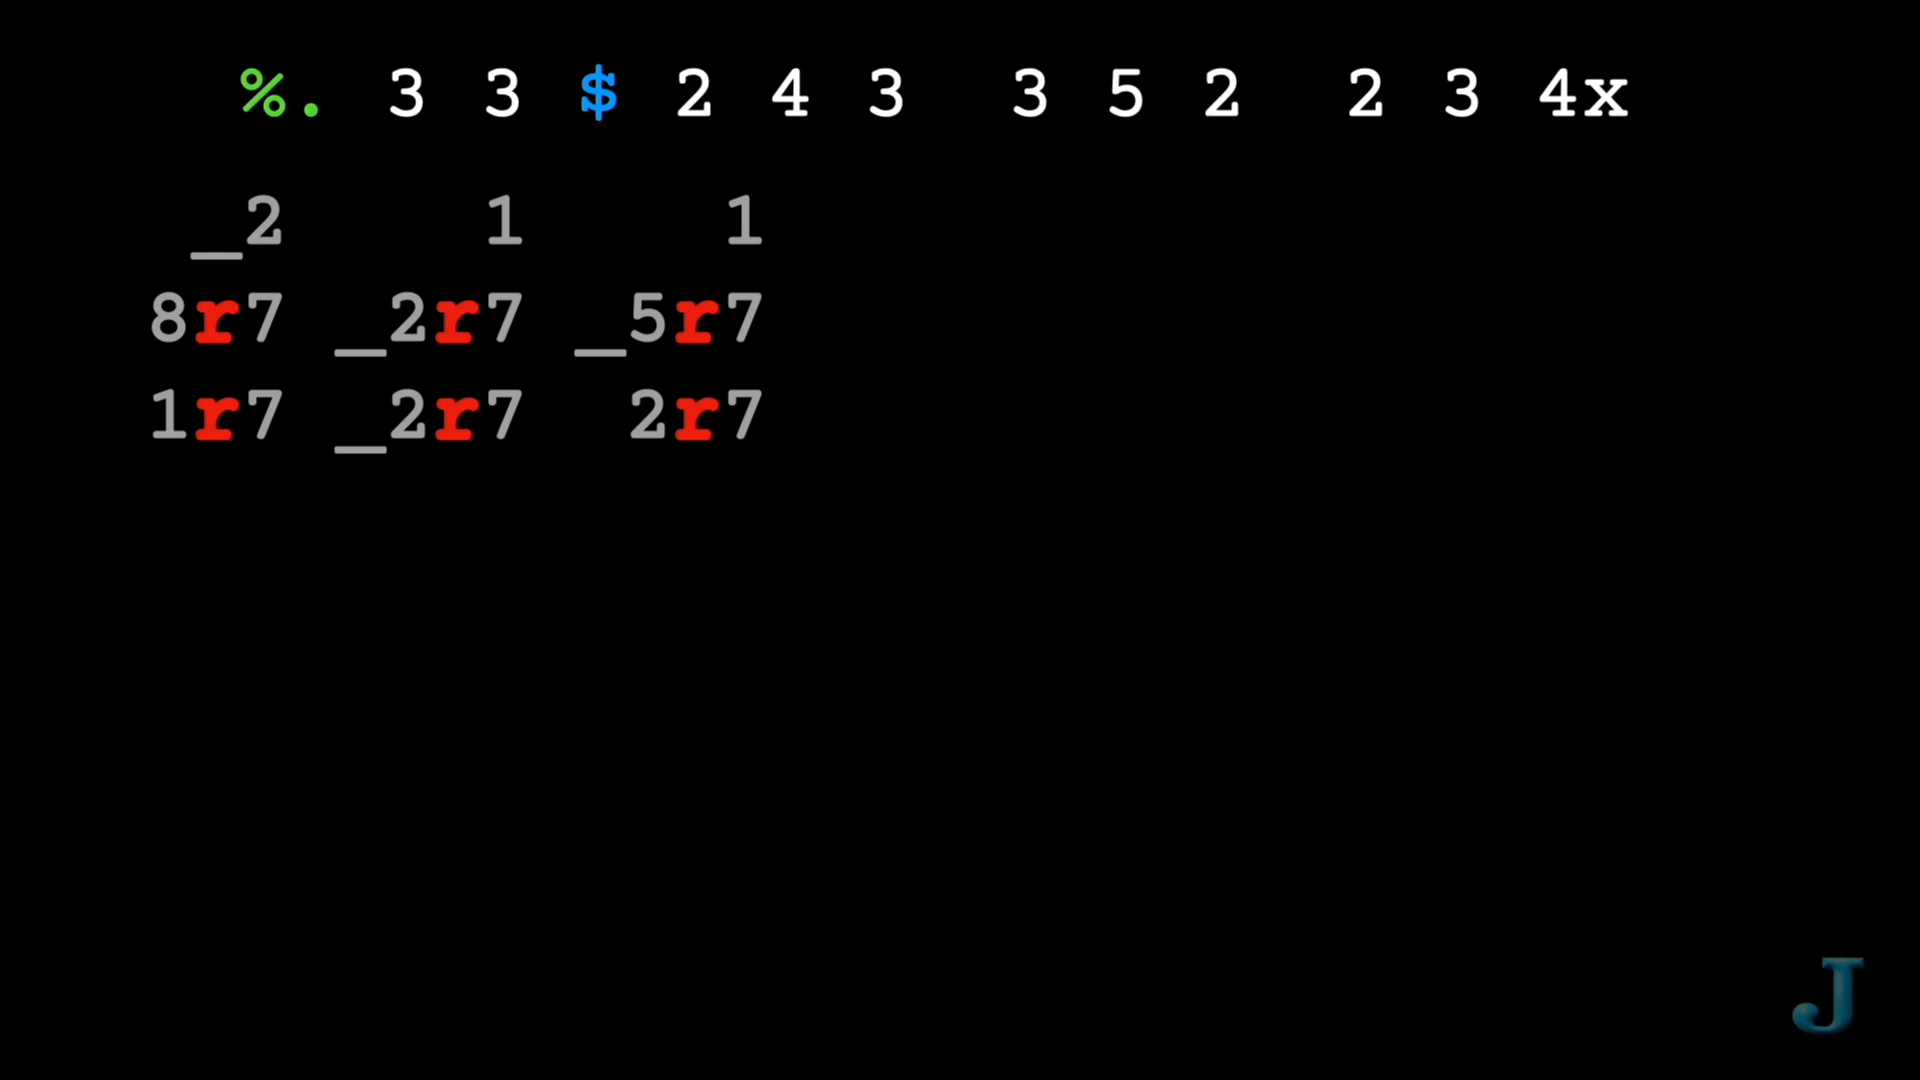 %. 3 3 $ 2 4 3  3 5 2  2 3 4x
_2 1 1
8r7 _2r7 _5r7
1r7 _2r7 2r7
J